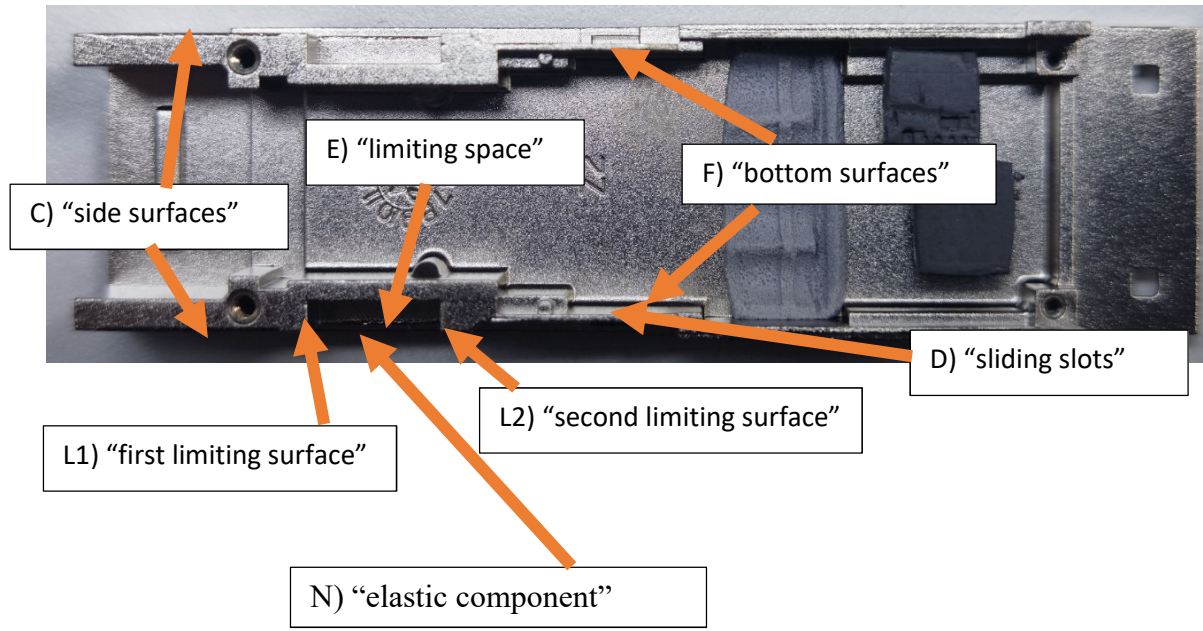 E) “limiting space”
F) “bottom surfaces”
C) “side surfaces”
D) “sliding slots”
L2) “second limiting surface”
L1) “first limiting surface”
N) “elastic component”